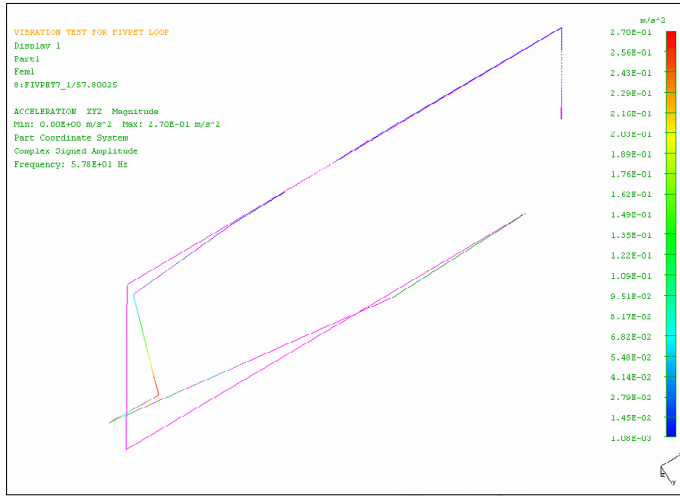 VIBRATION TEST FOR FIVPET LOOP
Display 1
Part1
Fem1
8:FIVPET7_1/57.80025
ACCELERATION XYZ Magnitude
Min: 0.00E+00 m/s^2 Max: 2.70E-01 m/s^2
Part Coordinate System
Complex Signed Amplitude
Frequency: 5.78E+01 Hz
m/s^2
2.70E-01
2.56E-01
2.43E-01
2.29E-01
2.16E-01
2.03E-01
1.89E-01
1.76E-01
1.62E-01
1.49E-01
1.35E-01
1.22E-01
1.09E-01
9.51E-02
8.17E-02
6.82E-02
5.48E-02
4.14E-02
2.79E-02
1.45E-02
1.08E-03
y